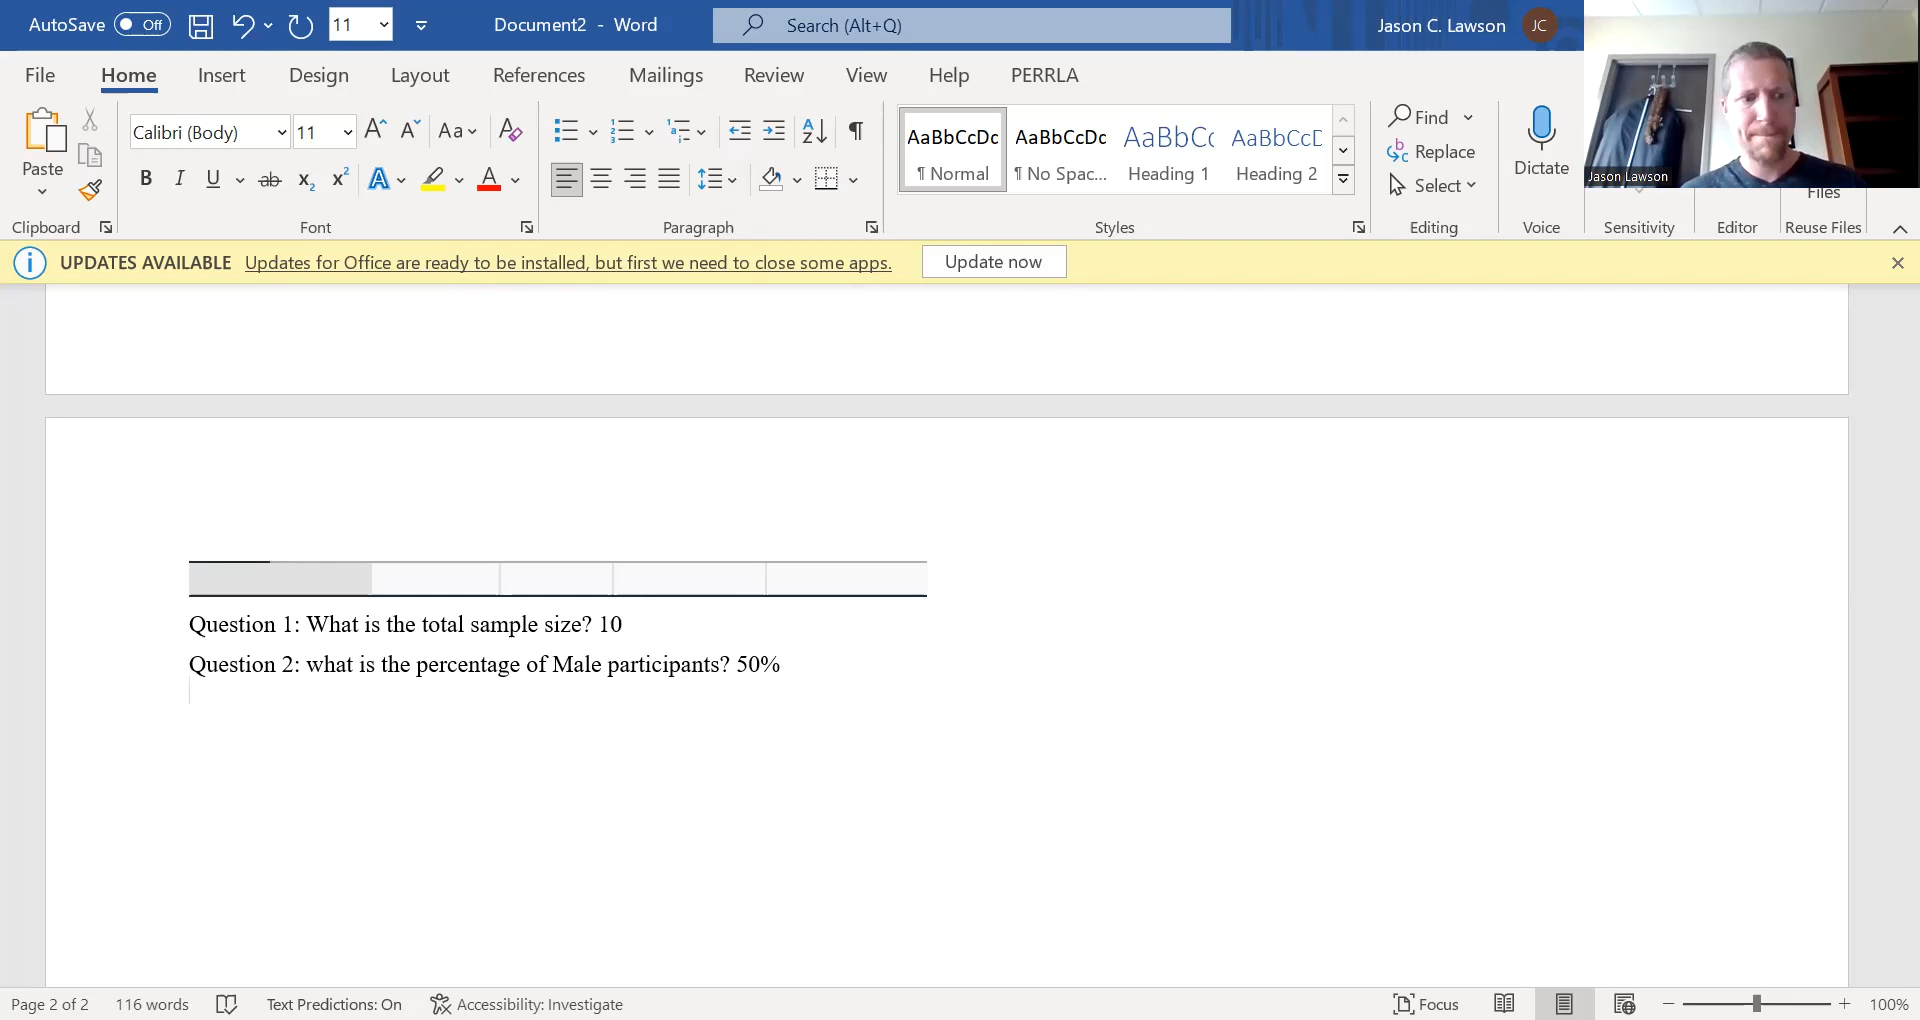 AutoSave Off 11 Document2 - Word Search (Alt+Q) Jason C. Lawson JC
File Home Insert Design Layout References Mailings Review View Help PERRLA
Paste
Calibri (Body) 11 Aa
AaBbCcDc AaBbCcDc AaBbCc AaBbCcD
¶ Normal ¶ No Spac... Heading 1 Heading 2
Find
Replace
Select
Dictate
Jason Lawson
Files
Clipboard Font Paragraph Styles Editing Voice Sensitivity Editor Reuse Files
UPDATES AVAILABLE Updates for Office are ready to be installed, but first we need to close some apps. Update now
Question 1: What is the total sample size? 10
Question 2: what is the percentage of Male participants? 50%
Page 2 of 2 116 words Text Predictions: On Accessibility: Investigate Focus 100%